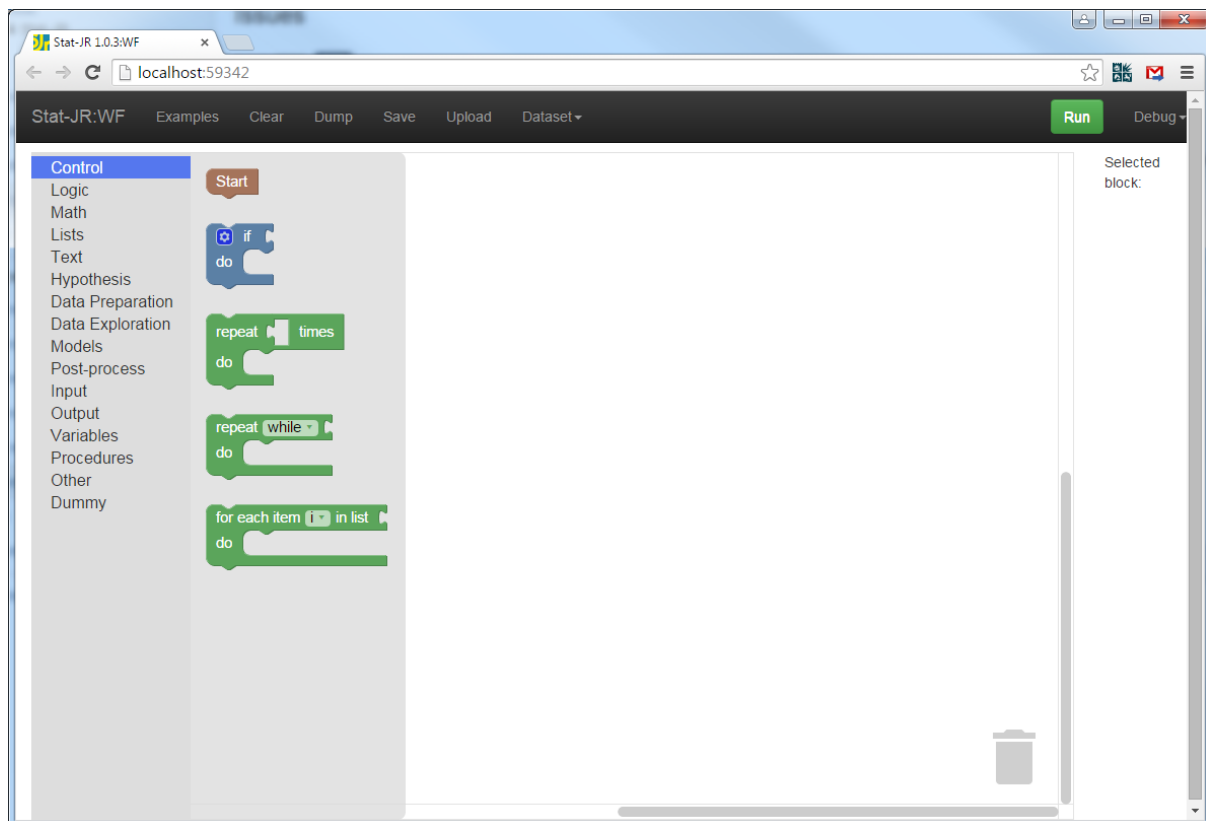 Issues
Stat-JR 1.0.3:WF
localhost:59342
Stat-JR:WF Examples Clear Dump Save Upload Dataset Run Debug
Control
Logic
Math
Lists
Text
Hypothesis
Data Preparation
Data Exploration
Models
Post-process
Input
Output
Variables
Procedures
Other
Dummy
Start
if
do
repeat times
do
repeat while
do
for each item i in list
do
Selected
block: